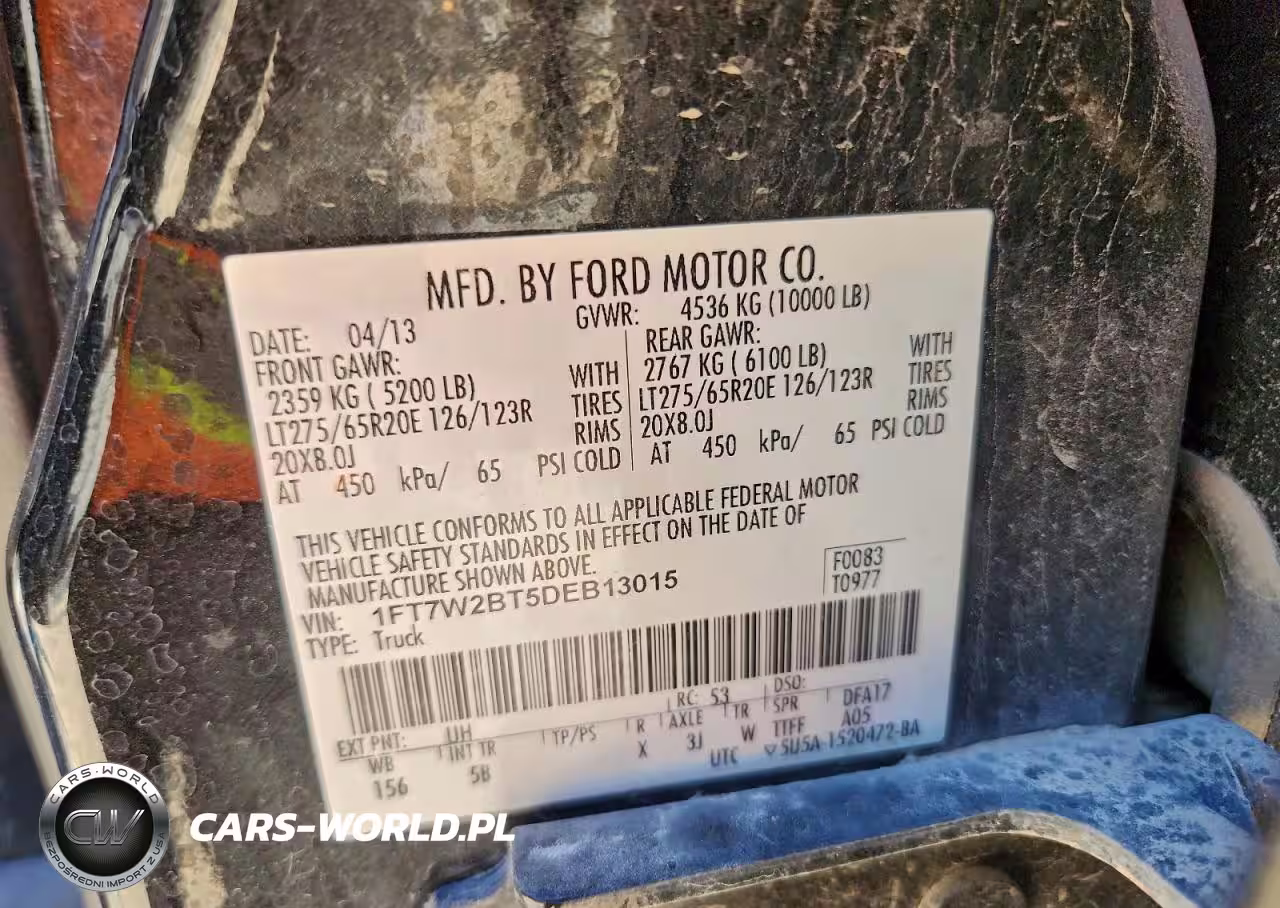 MFD. BY FORD MOTOR CO.
DATE: 04/13
GVWR: 4536 KG (10000 LB)
FRONT GAWR:
2359 KG ( 5200 LB) WITH
LT275/65R20E 126/123R TIRES
20X8.0J RIMS
AT 450 kPa/ 65 PSI COLD
REAR GAWR:
2767 KG ( 6100 LB) WITH
LT275/65R20E 126/123R TIRES
20X8.0J RIMS
AT 450 kPa/ 65 PSI COLD
THIS VEHICLE CONFORMS TO ALL APPLICABLE FEDERAL MOTOR
VEHICLE SAFETY STANDARDS IN EFFECT ON THE DATE OF
MANUFACTURE SHOWN ABOVE.
VIN: 1FT7W2BT5DEB13015
TYPE: Truck
F0083
T0977
EXT PNT: UH RC: 53 DSO:
WB INT TR TP/PS R AXLE TR SPR DFA17
156 5B X 3J W TTFF A05
UTC ▽5U5A-1520472-BA
CARS-WORLD
CW
BEZPOŚREDNI IMPORT Z USA
CARS-WORLD.PL